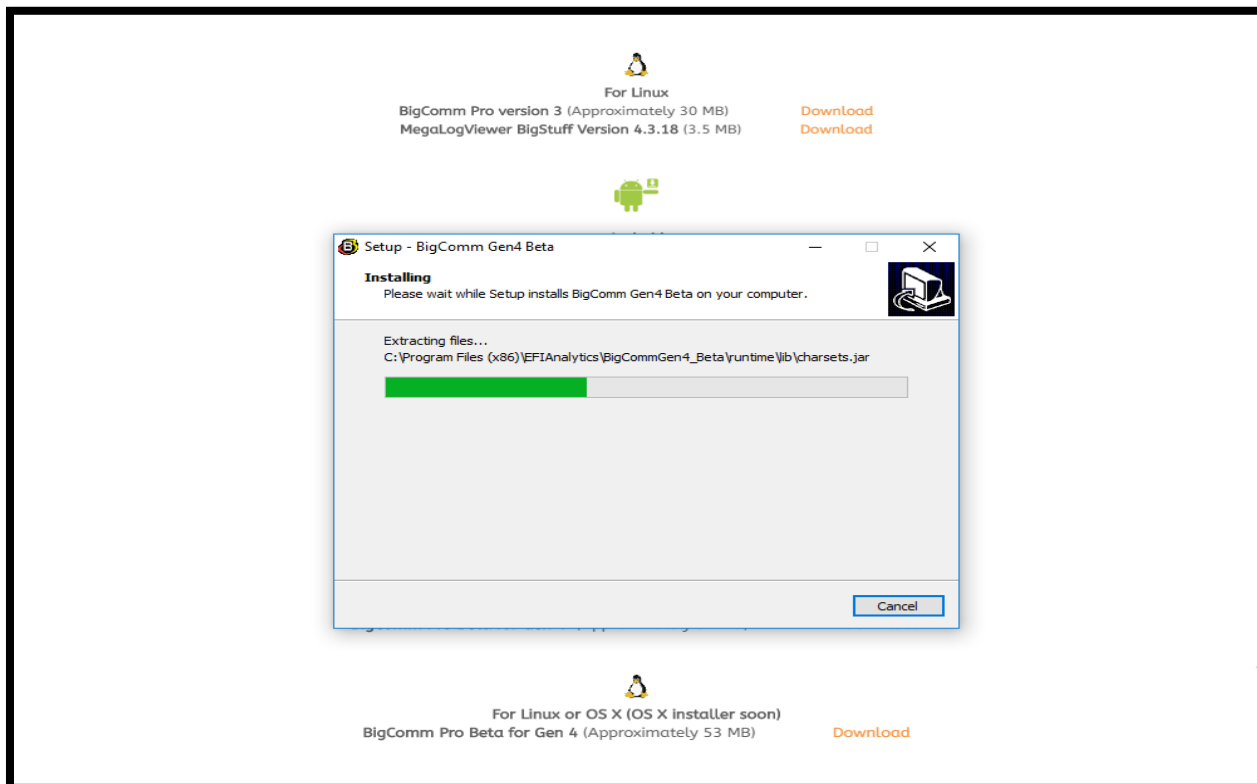 For Linux
BigComm Pro version 3 (Approximately 30 MB) Download
MegaLogViewer BigStuff Version 4.3.18 (3.5 MB) Download
Setup - BigComm Gen4 Beta
Installing
Please wait while Setup installs BigComm Gen4 Beta on your computer.
Extracting files...
C:\Program Files (x86)\EFIAnalytics\BigCommGen4_Beta\runtime\lib\charsets.jar
Cancel
For Linux or OS X (OS X installer soon)
BigComm Pro Beta for Gen 4 (Approximately 53 MB) Download